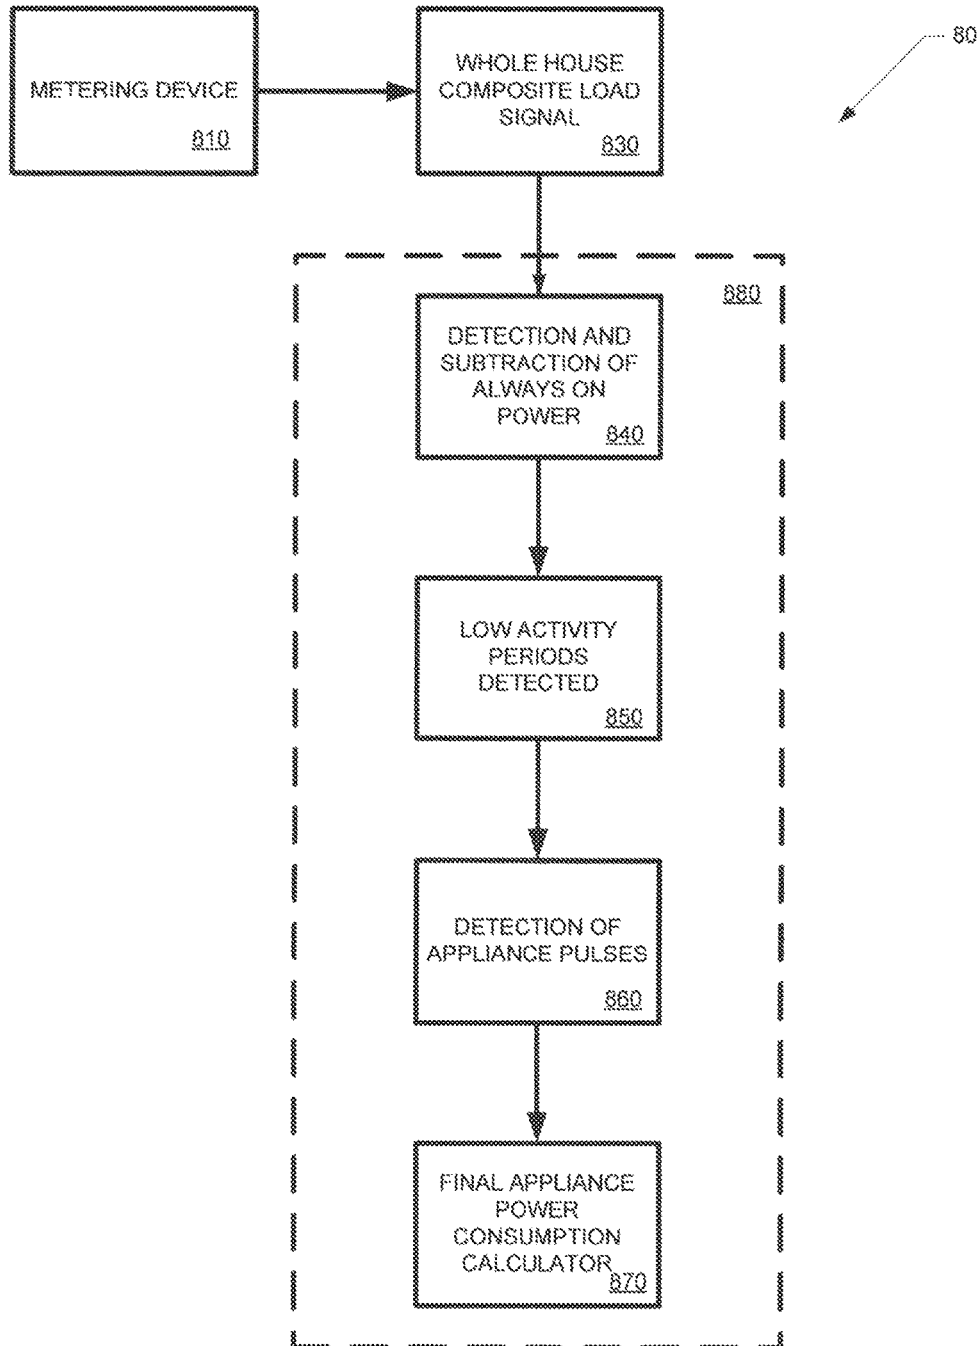 80
METERING DEVICE
810
WHOLE HOUSE
COMPOSITE LOAD
SIGNAL
830
880
DETECTION AND
SUBTRACTION OF
ALWAYS ON
POWER
840
LOW ACTIVITY
PERIODS
DETECTED
850
DETECTION OF
APPLIANCE PULSES
860
FINAL APPLIANCE
POWER
CONSUMPTION
CALCULATOR
870